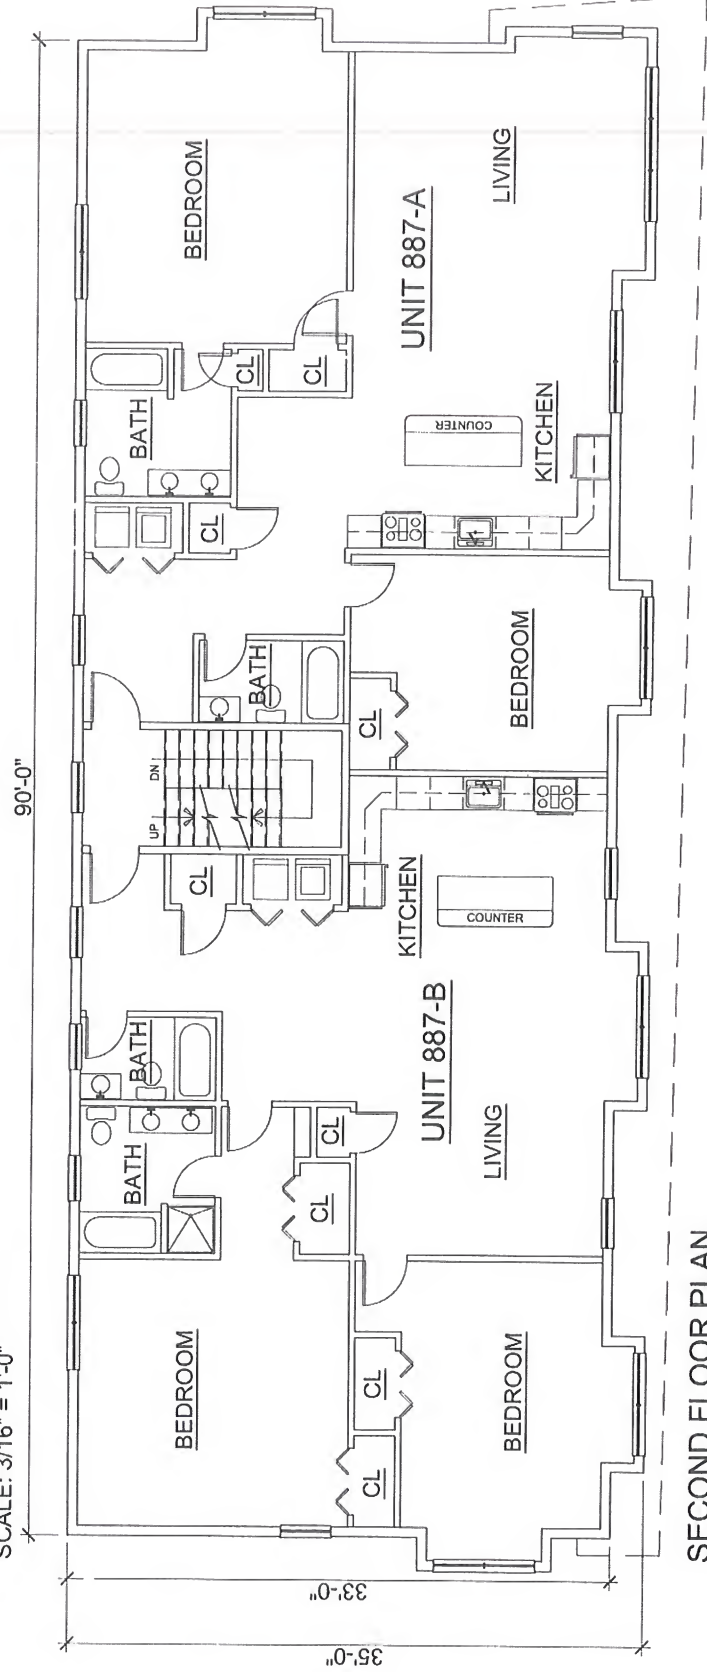 SCALE: 3/16" = 1'-0"
90'-0"
BEDROOM
BATH
BATH
CL
UP
DN
CL
BATH
CL
BATH
CL
CL
BEDROOM
CL
CL
CL
CL
BEDROOM
LIVING
UNIT 887-B
KITCHEN
COUNTER
CL
BEDROOM
KITCHEN
COUNTER
UNIT 887-A
LIVING
33'-0"
35'-0"
SECOND FLOOR PLAN